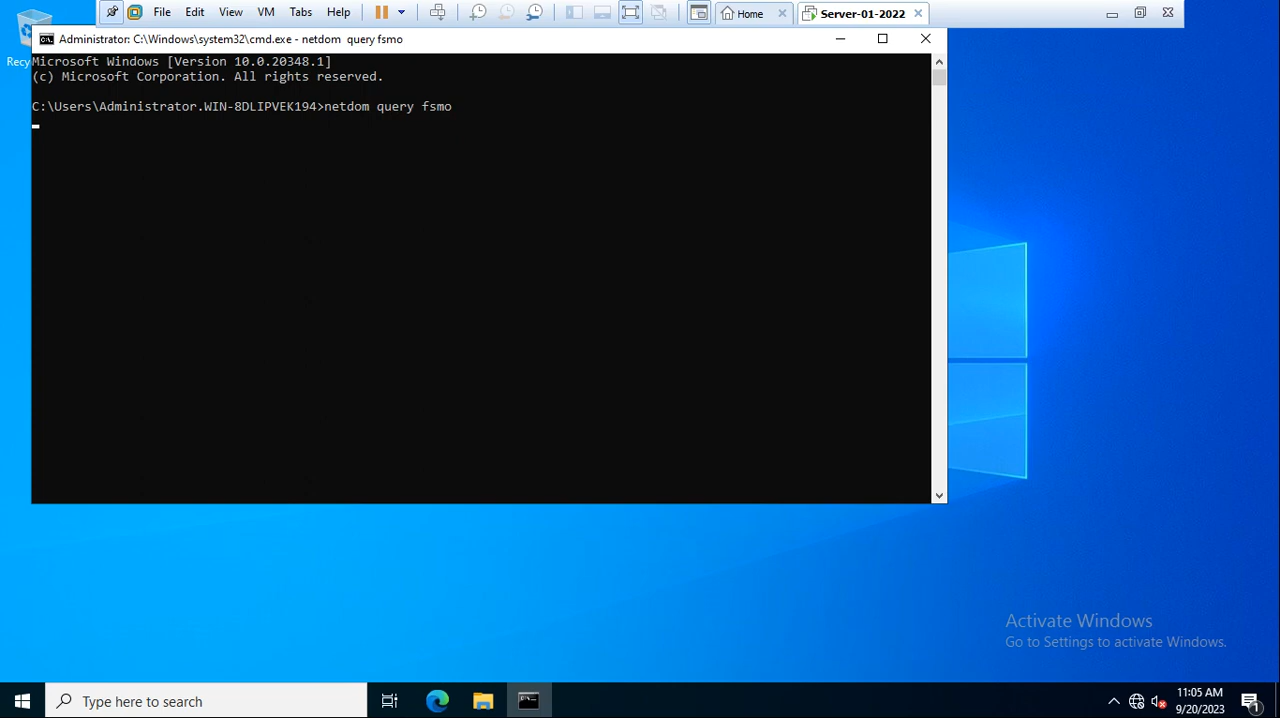 File Edit View VM Tabs Help Home Server-01-2022
Administrator: C:\Windows\system32\cmd.exe - netdom  query fsmo
Recy
Microsoft Windows [Version 10.0.20348.1]
(c) Microsoft Corporation. All rights reserved.
C:\Users\Administrator.WIN-8DLIPVEK194>netdom query fsmo
Activate Windows
Go to Settings to activate Windows.
Type here to search
11:05 AM
9/20/2023
1